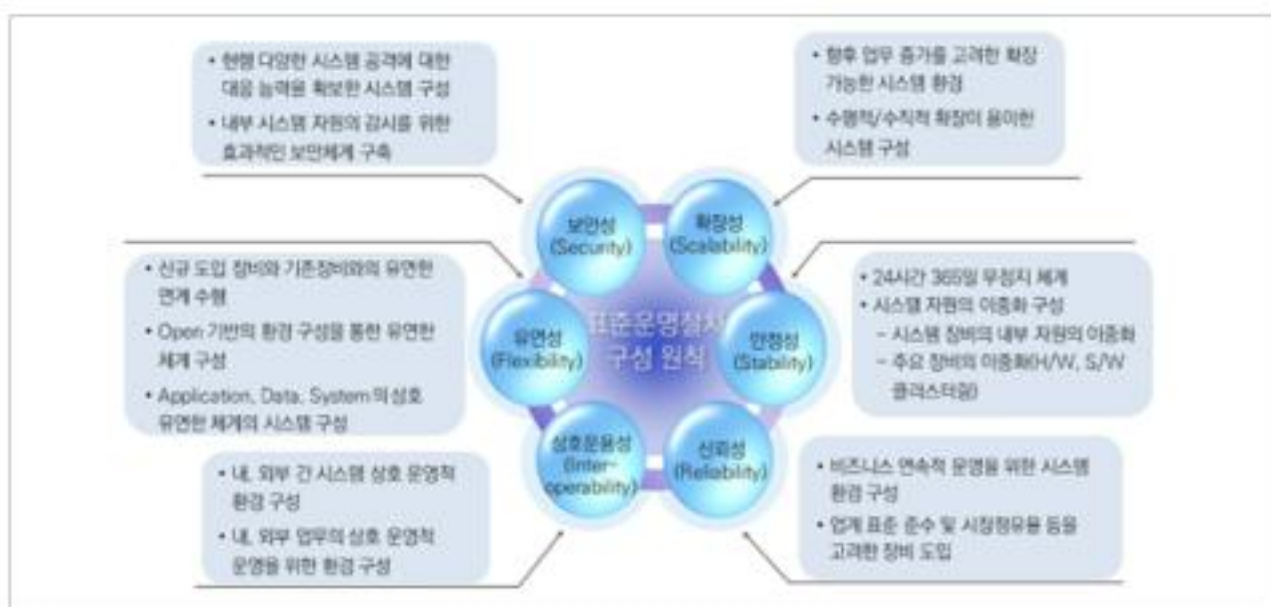 • 현행 다양한 시스템 공격에 대한
대응 능력을 확보한 시스템 구성
• 내부 시스템 자원의 감시를 위한
효과적인 보안체계 구축
• 향후 업무 증가를 고려한 확장
가능한 시스템 환경
• 수평적/수직적 확장이 용이한
시스템 구성
보안성
(Security)
확장성
(Scalability)
• 신규 도입 장비와 기존장비와의 유연한
연계 수행
• Open 기반의 환경 구성을 통한 유연한
체계 구성
• Application, Data, System의 상호
유연한 체계의 시스템 구성
유연성
(Flexibility)
표준운영절차
구성 원칙
안정성
(Stability)
• 24시간 365일 무정지 체계
• 시스템 자원의 이중화 구성
– 시스템 장비의 내부 자원의 이중화
– 주요 장비의 이중화(H/W, S/W
클러스터링)
상호운용성
(Inter-
operability)
신뢰성
(Reliability)
• 내, 외부 간 시스템 상호 운영적
환경 구성
• 내, 외부 업무의 상호 운영적
운영을 위한 환경 구성
• 비즈니스 연속적 운영을 위한 시스템
환경 구성
• 업계 표준 준수 및 시장점유율 등을
고려한 장비 도입